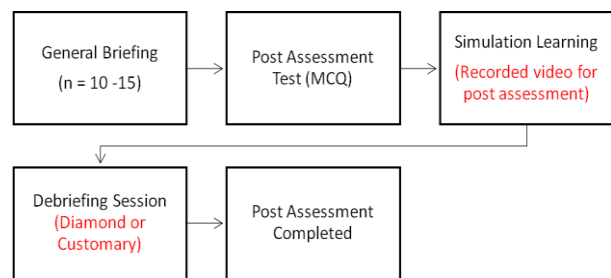 General Briefing
(n = 10 -15)
Post Assessment
Test (MCQ)
Simulation Learning
(Recorded video for
post assessment)
Debriefing Session
(Diamond or
Customary)
Post Assessment
Completed